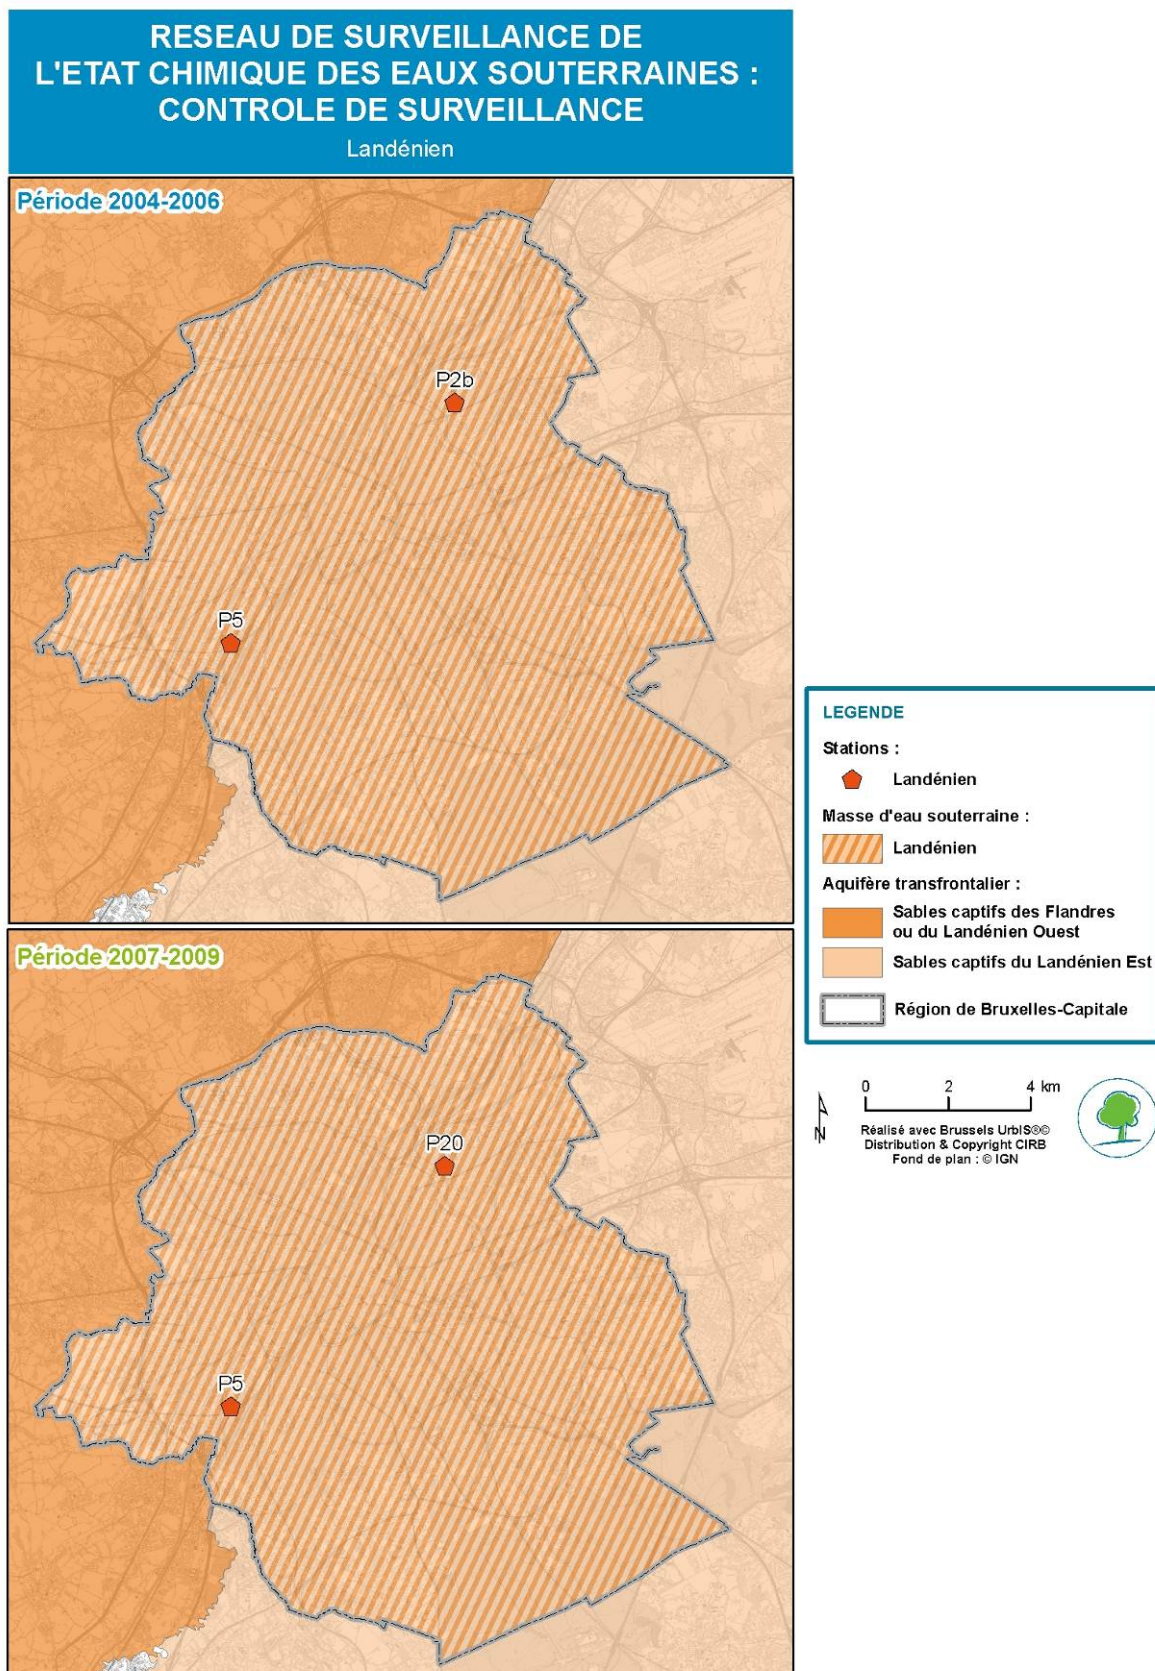 RESEAU DE SURVEILLANCE DE
L'ETAT CHIMIQUE DES EAUX SOUTERRAINES :
CONTROLE DE SURVEILLANCE
Landénien
Période 2004-2006
P2b
P5
LEGENDE
Stations :
Landénien
Masse d'eau souterraine :
Landénien
Aquifère transfrontalier :
Sables captifs des Flandres
ou du Landénien Ouest
Sables captifs du Landénien Est
Région de Bruxelles-Capitale
N
0 2 4 km
Réalisé avec Brussels UrbIS®©
Distribution & Copyright CIRB
Fond de plan : © IGN
Période 2007-2009
P20
P5